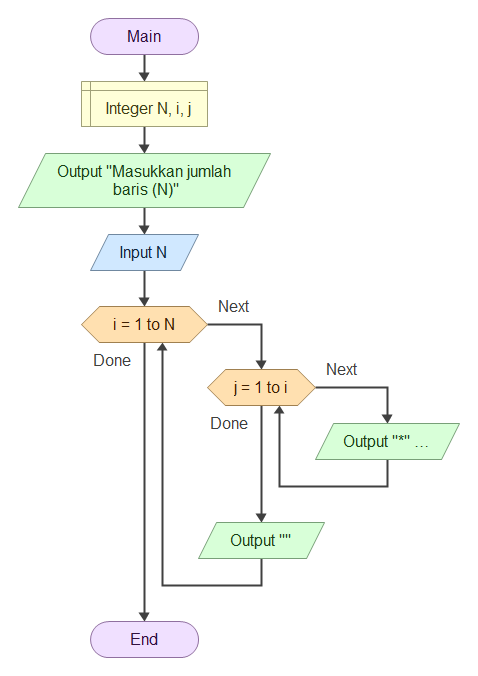 Main
Integer N, i, j
Output "Masukkan jumlah
baris (N)"
Input N
i = 1 to N
Next
Done
j = 1 to i
Next
Done
Output "*" ...
Output ""
End